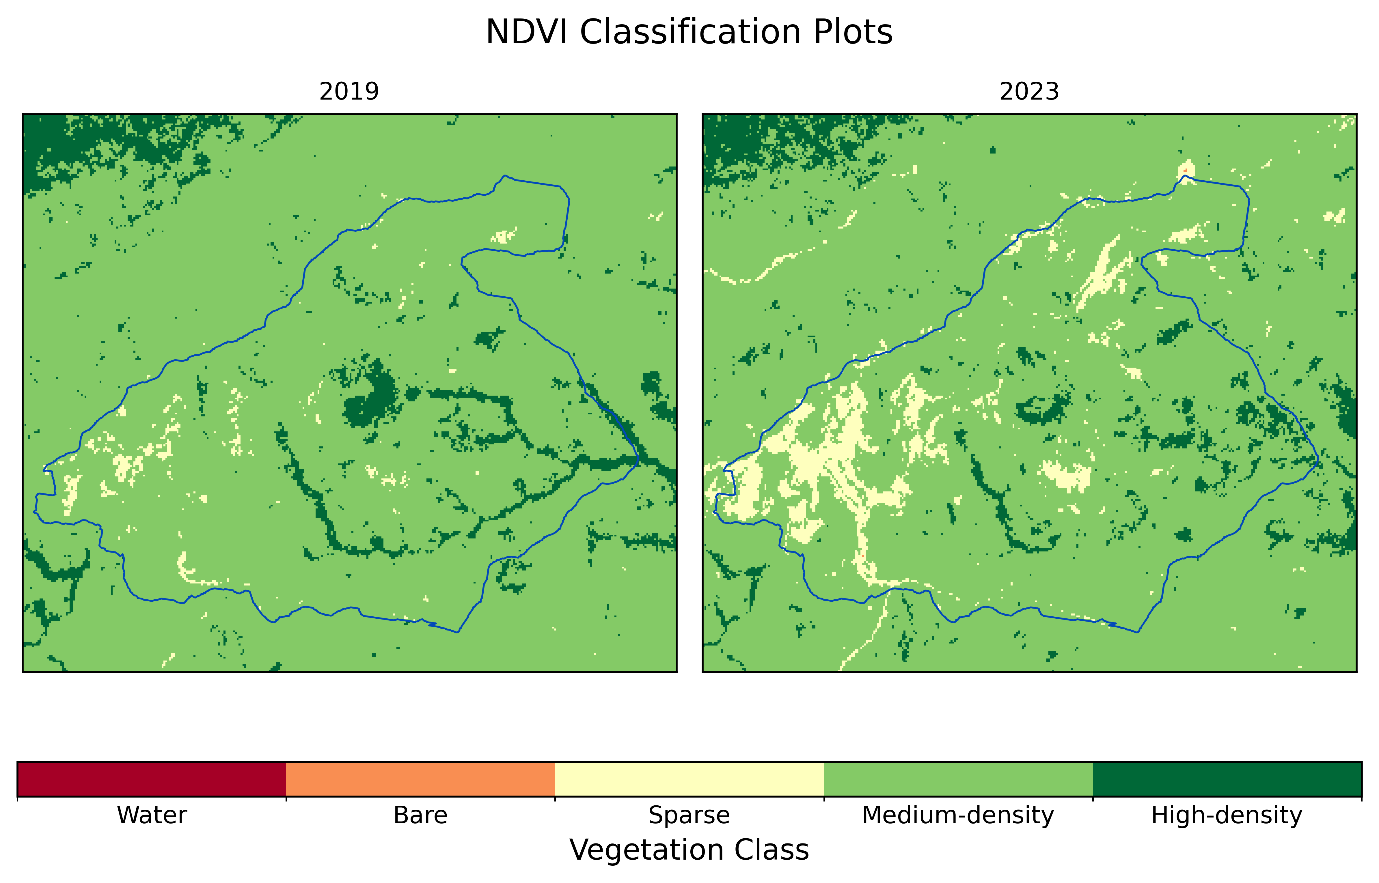 NDVI Classification Plots
2019
2023
Water
Bare
Sparse
Medium-density
High-density
Vegetation Class